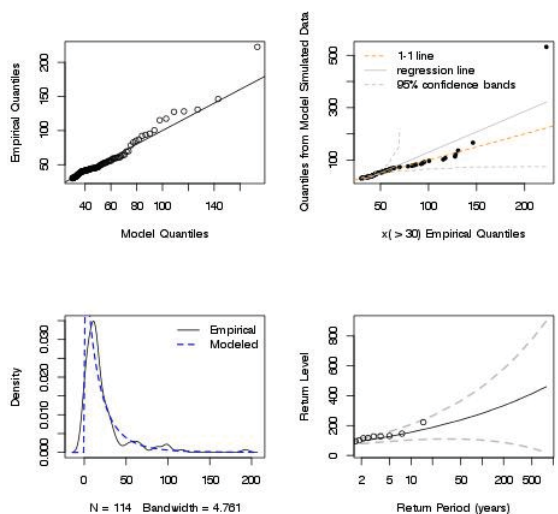 Empirical Quantiles
50
100
150
200
40
60
80
100
120
140
Model Quantiles
Quantiles from Model Simulated Data
100
300
500
1-1 line
regression line
95% confidence bands
50
100
150
200
x( > 30) Empirical Quantiles
Density
0.000
0.010
0.020
0.030
Empirical
Modeled
0
50
100
150
200
N = 114 Bandwidth = 4.761
Return Level
0
200
400
600
800
2
5
10
50
100
500
Return Period (years)